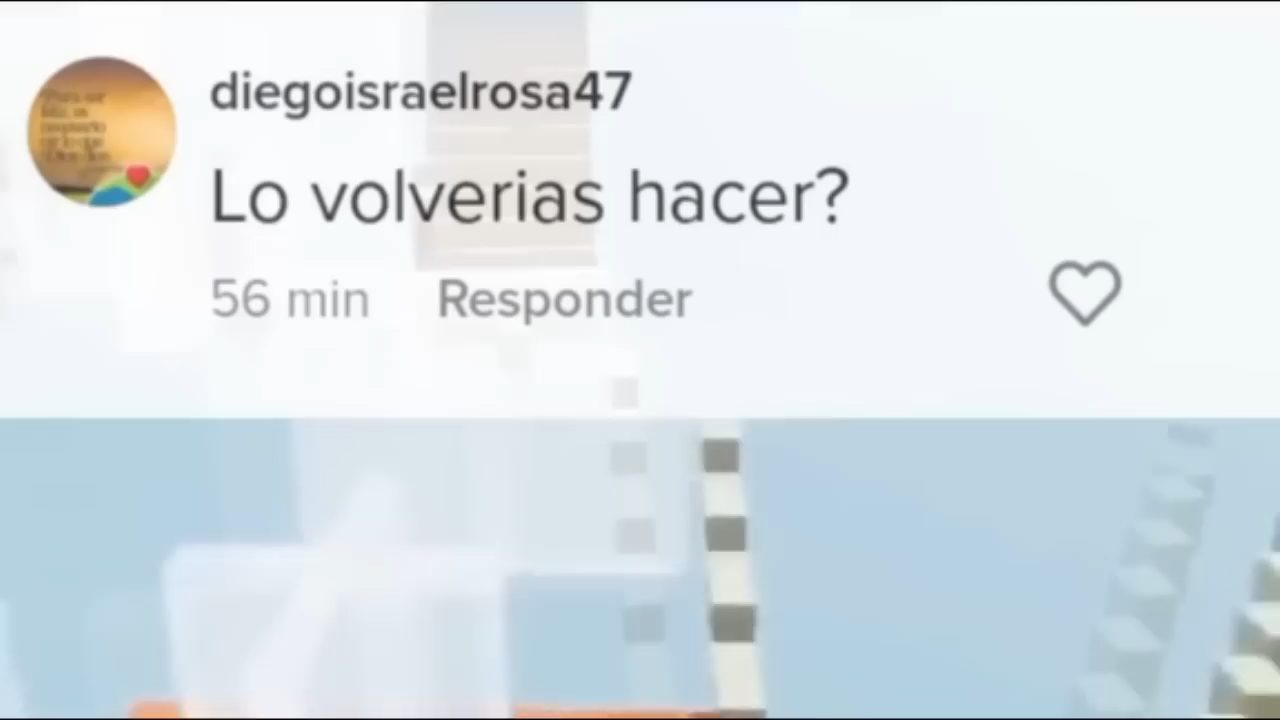 diegoisraelrosa47
Lo volverias hacer?
56 min Responder